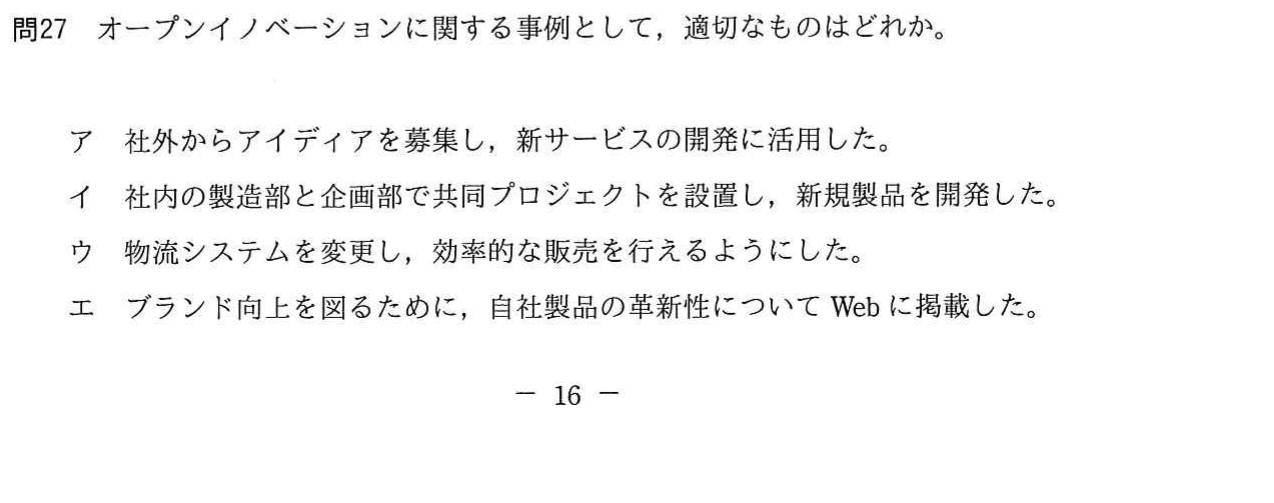 問27　オープンイノベーションに関する事例として，適切なものはどれか。
ア　社外からアイディアを募集し，新サービスの開発に活用した。
イ　社内の製造部と企画部で共同プロジェクトを設置し，新規製品を開発した。
ウ　物流システムを変更し，効率的な販売を行えるようにした。
エ　ブランド向上を図るために，自社製品の革新性について Web に掲載した。
－ 16 －